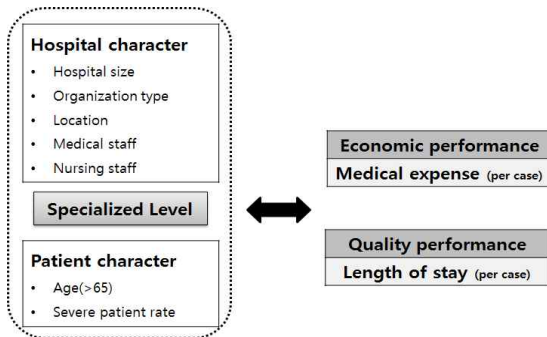 Hospital character
• Hospital size
• Organization type
• Location
• Medical staff
• Nursing staff
Specialized Level
Patient character
• Age(>65)
• Severe patient rate
Economic performance
Medical expense (per case)
Quality performance
Length of stay (per case)